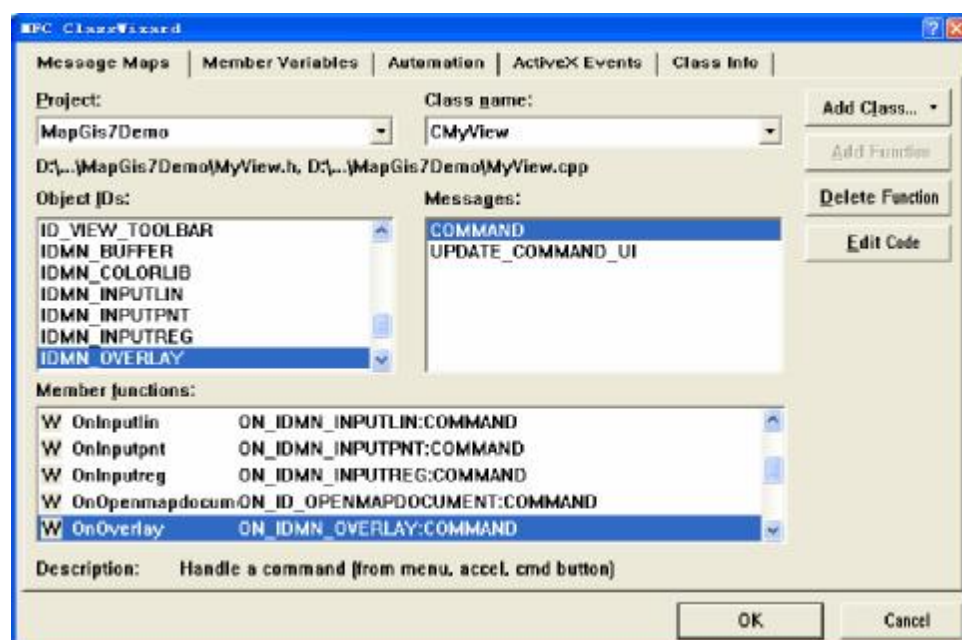 MFC ClassWizard
Message Maps Member Variables Automation ActiveX Events Class Info
Project: Class name:
MapGis7Demo CMyView
Add Class...
D:\...\MapGis7Demo\MyView.h, D:\...\MapGis7Demo\MyView.cpp
Add Function
Object IDs: Messages:
Delete Function
ID_VIEW_TOOLBAR COMMAND
IDMN_BUFFER UPDATE_COMMAND_UI
Edit Code
IDMN_COLORLIB
IDMN_INPUTLIN
IDMN_INPUTPNT
IDMN_INPUTREG
IDMN_OVERLAY
Member functions:
W OnInputlin ON_IDMN_INPUTLIN:COMMAND
W OnInputpnt ON_IDMN_INPUTPNT:COMMAND
W OnInputreg ON_IDMN_INPUTREG:COMMAND
W OnOpenmapdocum ON_ID_OPENMAPDOCUMENT:COMMAND
W OnOverlay ON_IDMN_OVERLAY:COMMAND
Description: Handle a command (from menu, accel, cmd button)
OK Cancel